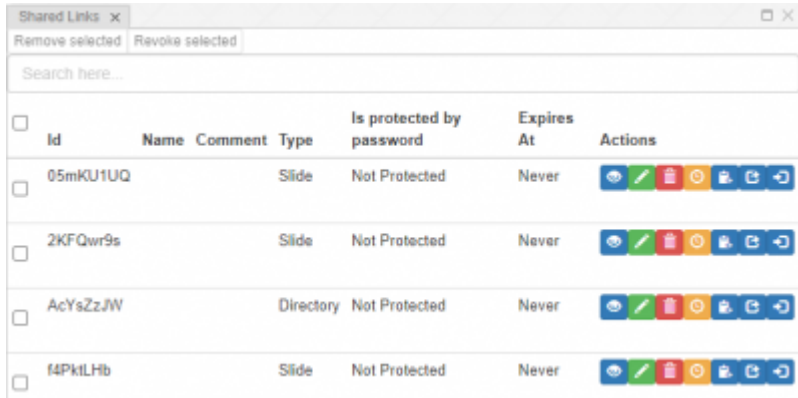 Shared Links x
Remove selected Revoke selected
Search here...
Id Name Comment Type Is protected by password Expires At Actions
05mKU1UQ Slide Not Protected Never
2KFQwr9s Slide Not Protected Never
AcYsZzJW Directory Not Protected Never
f4PktLHb Slide Not Protected Never